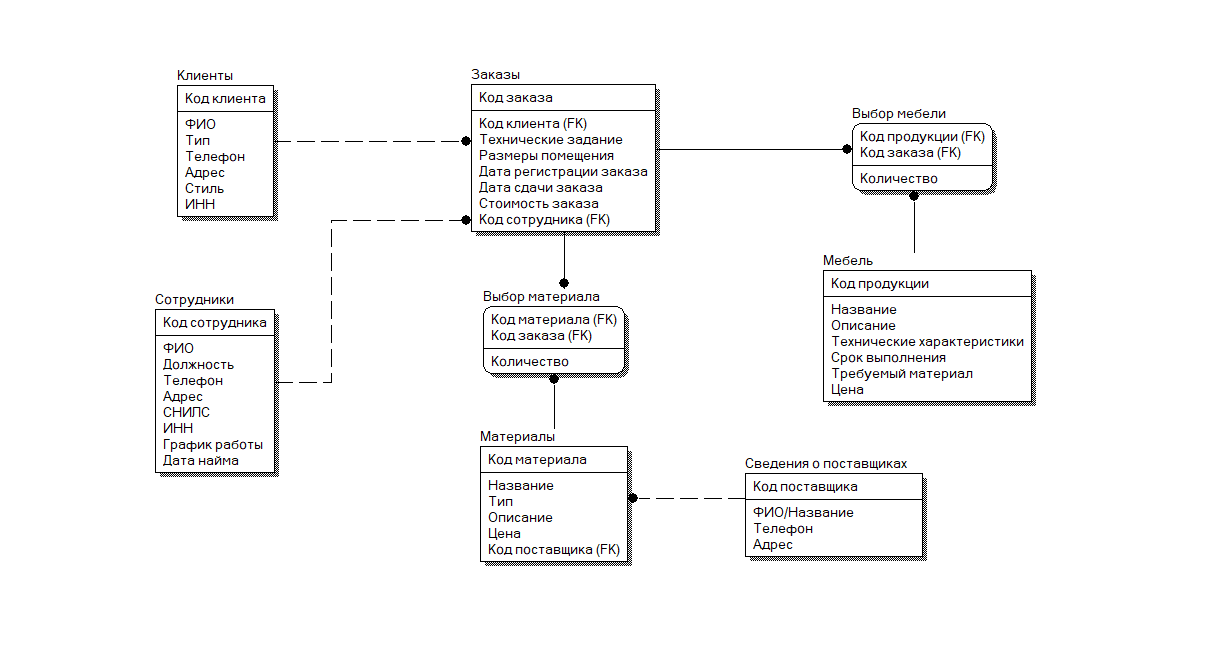 Клиенты
Код клиента
ФИО
Тип
Телефон
Адрес
Стиль
ИНН
Заказы
Код заказа
Код клиента (FK)
Технические задание
Размеры помещения
Дата регистрации заказа
Дата сдачи заказа
Стоимость заказа
Код сотрудника (FK)
Выбор мебели
Код продукции (FK)
Код заказа (FK)
Количество
Сотрудники
Код сотрудника
ФИО
Должность
Телефон
Адрес
СНИЛС
ИНН
График работы
Дата найма
Выбор материала
Код материала (FK)
Код заказа (FK)
Количество
Мебель
Код продукции
Название
Описание
Технические характеристики
Срок выполнения
Требуемый материал
Цена
Материалы
Код материала
Название
Тип
Описание
Цена
Код поставщика (FK)
Сведения о поставщиках
Код поставщика
ФИО/Название
Телефон
Адрес